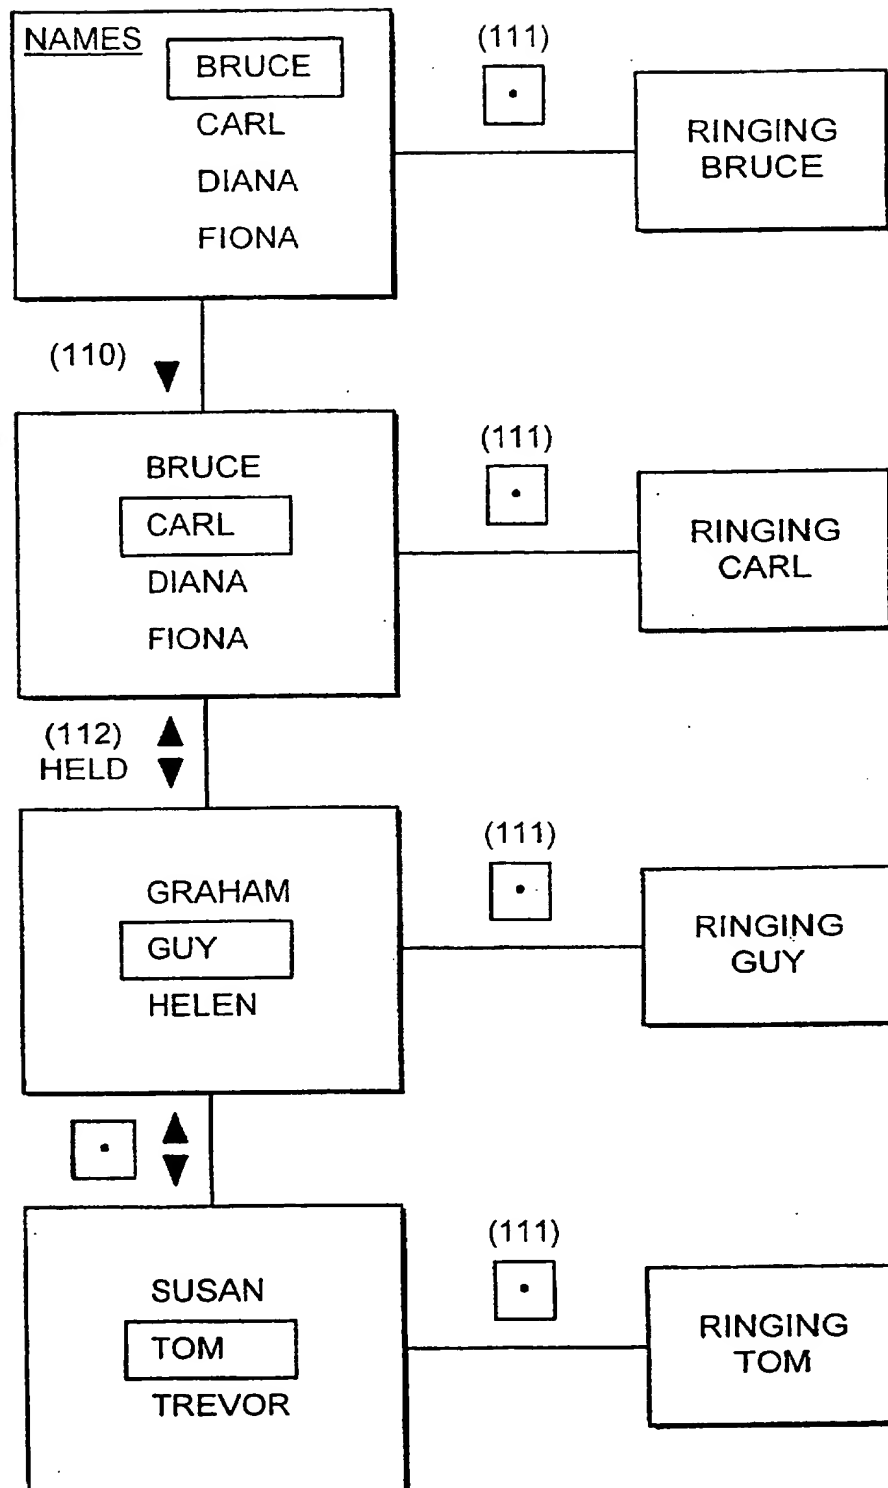 NAMES
BRUCE
CARL
DIANA
FIONA
(111)
RINGING
BRUCE
(110)
BRUCE
CARL
DIANA
FIONA
(111)
RINGING
CARL
(112)
HELD
GRAHAM
GUY
HELEN
(111)
RINGING
GUY
SUSAN
TOM
TREVOR
(111)
RINGING
TOM